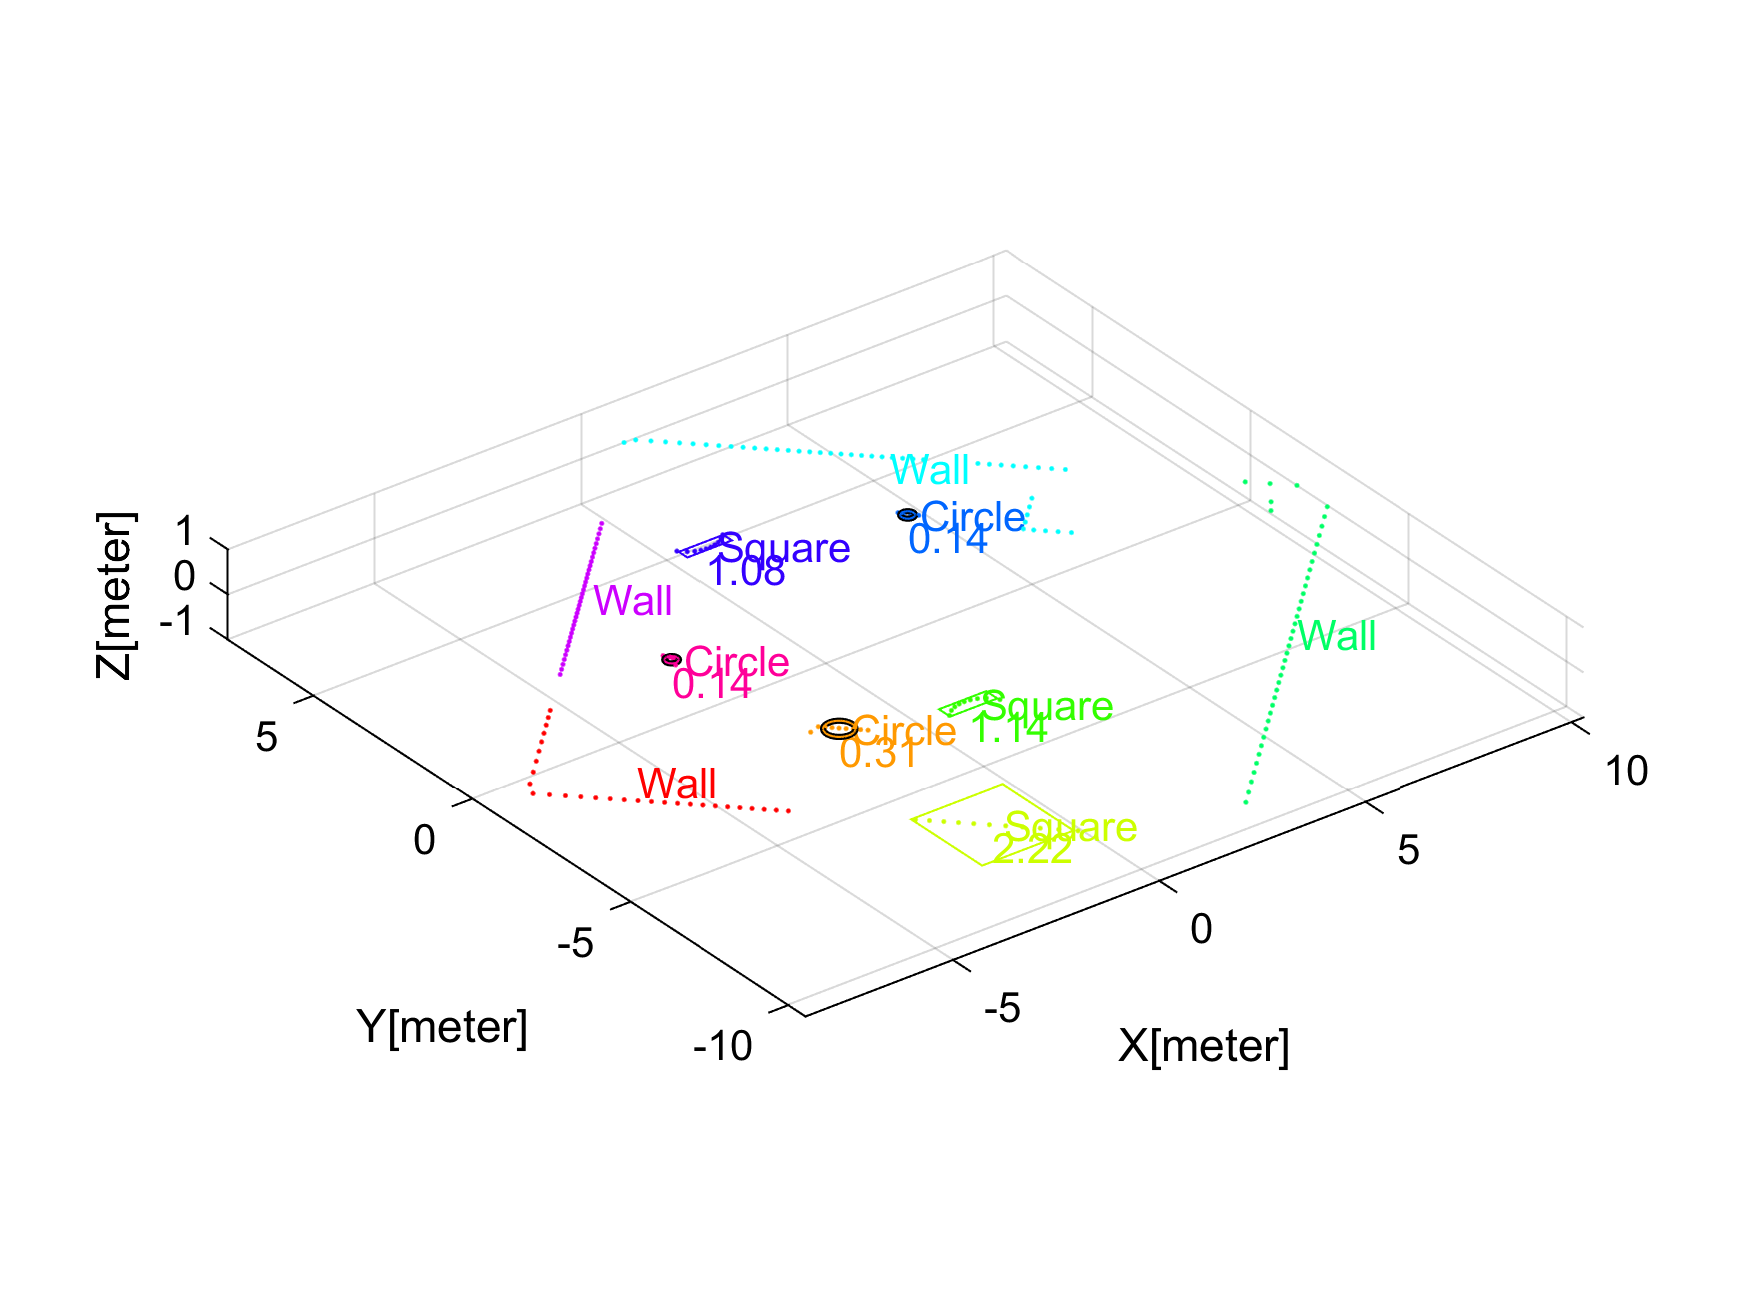 Wall
Circle
0.14
Square
1.08
Wall
Wall
Circle
0.14
Square
1.14
Circle
0.31
Wall
Square
2.22
1
0
-1
Z[meter]
5
0
-5
-10
Y[meter]
10
5
0
-5
X[meter]